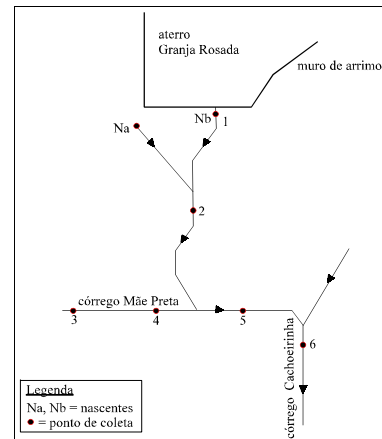 aterro
Granja Rosada
muro de arrimo
Na
Nb
1
2
córrego Mãe Preta
3
4
5
6
córrego Cachoeirinha
Legenda
Na, Nb = nascentes
= ponto de coleta